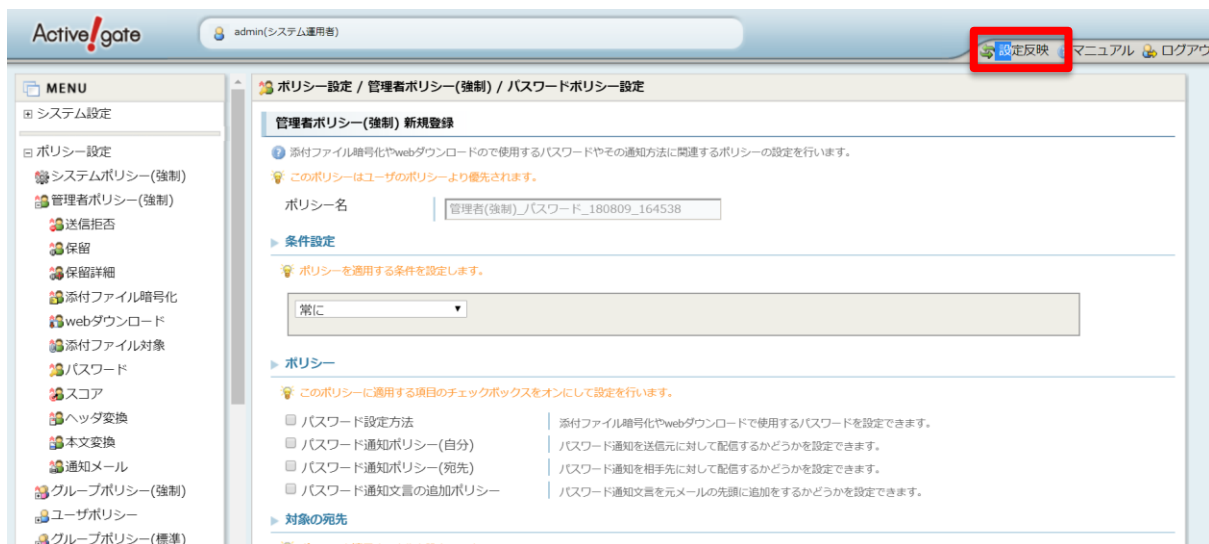 Active!gate
admin(システム運用者)
設定反映 マニュアル ログアウ
MENU
システム設定
ポリシー設定
システムポリシー(強制)
管理者ポリシー(強制)
送信拒否
保留
保留詳細
添付ファイル暗号化
webダウンロード
添付ファイル対象
パスワード
スコア
ヘッダ変換
本文変換
通知メール
グループポリシー(強制)
ユーザポリシー
グループポリシー(標準)
ポリシー設定 / 管理者ポリシー(強制) / パスワードポリシー設定
管理者ポリシー(強制) 新規登録
添付ファイル暗号化やwebダウンロードので使用するパスワードやその通知方法に関連するポリシーの設定を行います。
このポリシーはユーザのポリシーより優先されます。
ポリシー名 管理者(強制)_パスワード_180809_164538
条件設定
ポリシーを適用する条件を設定します。
常に
ポリシー
このポリシーに適用する項目のチェックボックスをオンにして設定を行います。
パスワード設定方法 添付ファイル暗号化やwebダウンロードで使用するパスワードを設定できます。
パスワード通知ポリシー(自分) パスワード通知を送信元に対して配信するかどうかを設定できます。
パスワード通知ポリシー(宛先) パスワード通知を相手先に対して配信するかどうかを設定できます。
パスワード通知文言の追加ポリシー パスワード通知文言を元メールの先頭に追加をするかどうかを設定できます。
対象の宛先